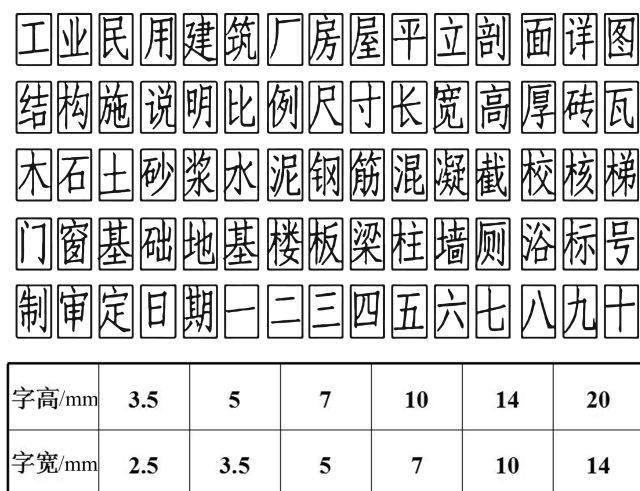 工业民用建筑厂房屋平立剖面详图
结构施说明比例尺寸长宽高厚砖瓦
木石土砂浆水泥钢筋混凝截校核梯
门窗基础地基楼板梁柱墙厕浴标号
制审定日期一二三四五六七八九十
字高/mm 3.5 5 7 10 14 20
字宽/mm 2.5 3.5 5 7 10 14